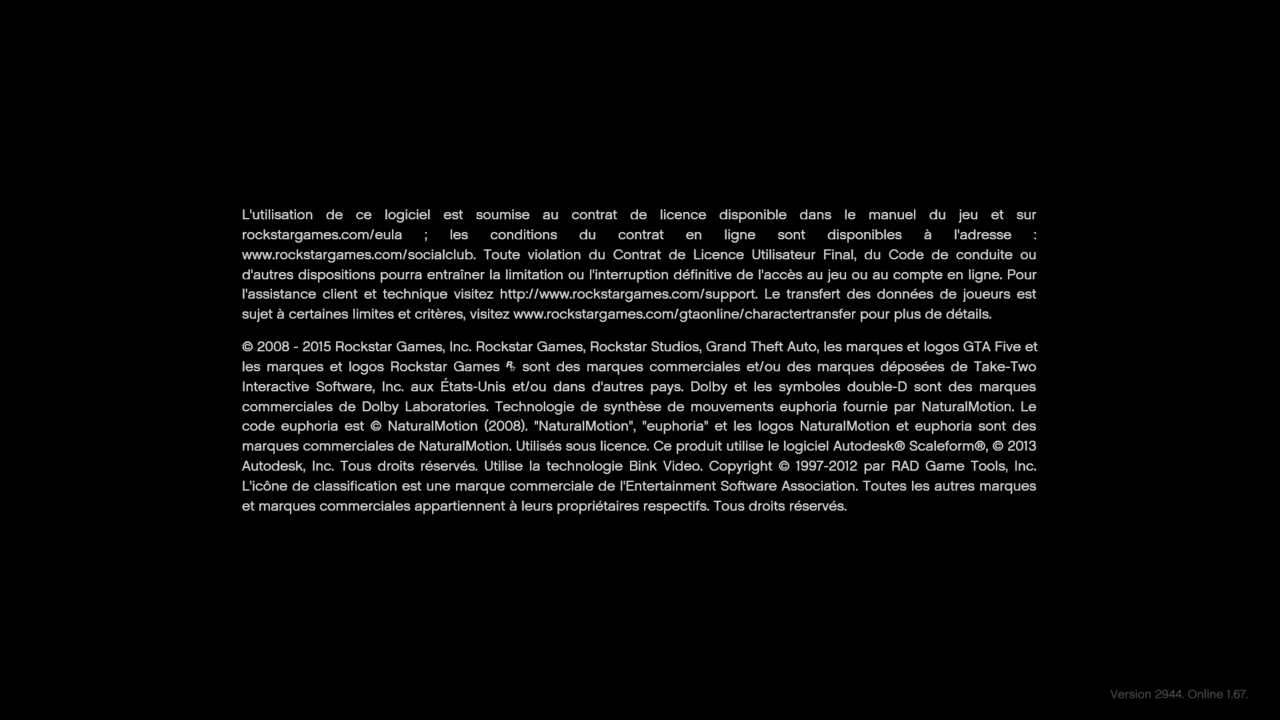 L'utilisation de ce logiciel est soumise au contrat de licence disponible dans le manuel du jeu et sur
rockstargames.com/eula ; les conditions du contrat en ligne sont disponibles à l'adresse :
www.rockstargames.com/socialclub. Toute violation du Contrat de Licence Utilisateur Final, du Code de conduite ou
d'autres dispositions pourra entraîner la limitation ou l'interruption définitive de l'accès au jeu ou au compte en ligne. Pour
l'assistance client et technique visitez http://www.rockstargames.com/support. Le transfert des données de joueurs est
sujet à certaines limites et critères, visitez www.rockstargames.com/gtaonline/charactertransfer pour plus de détails.
© 2008 - 2015 Rockstar Games, Inc. Rockstar Games, Rockstar Studios, Grand Theft Auto, les marques et logos GTA Five et
les marques et logos Rockstar Games R* sont des marques commerciales et/ou des marques déposées de Take-Two
Interactive Software, Inc. aux États-Unis et/ou dans d'autres pays. Dolby et les symboles double-D sont des marques
commerciales de Dolby Laboratories. Technologie de synthèse de mouvements euphoria fournie par NaturalMotion. Le
code euphoria est © NaturalMotion (2008). "NaturalMotion", "euphoria" et les logos NaturalMotion et euphoria sont des
marques commerciales de NaturalMotion. Utilisés sous licence. Ce produit utilise le logiciel Autodesk® Scaleform®, © 2013
Autodesk, Inc. Tous droits réservés. Utilise la technologie Bink Video. Copyright © 1997-2012 par RAD Game Tools, Inc.
L'icône de classification est une marque commerciale de l'Entertainment Software Association. Toutes les autres marques
et marques commerciales appartiennent à leurs propriétaires respectifs. Tous droits réservés.
Version 2944. Online 1.67.